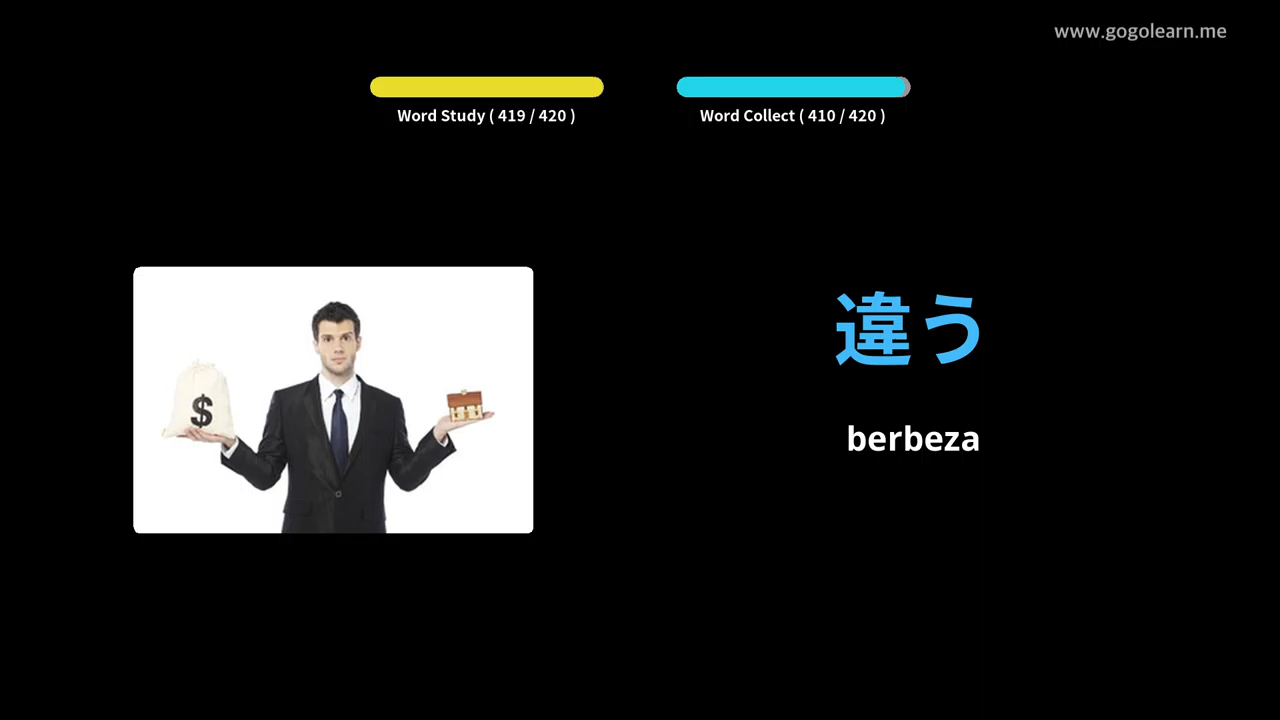 www.gogolearn.me
Word Study ( 419 / 420 )
Word Collect ( 410 / 420 )
$
違う
berbeza